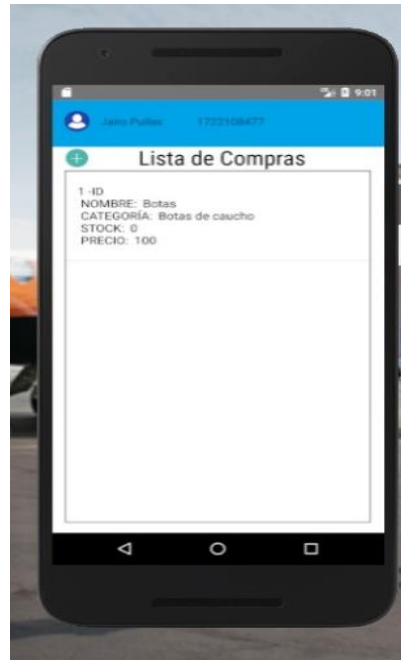 9:01
Jairo Pullas 1722108477
Lista de Compras
1 -ID
NOMBRE: Botas
CATEGORÍA: Botas de caucho
STOCK: 0
PRECIO: 100